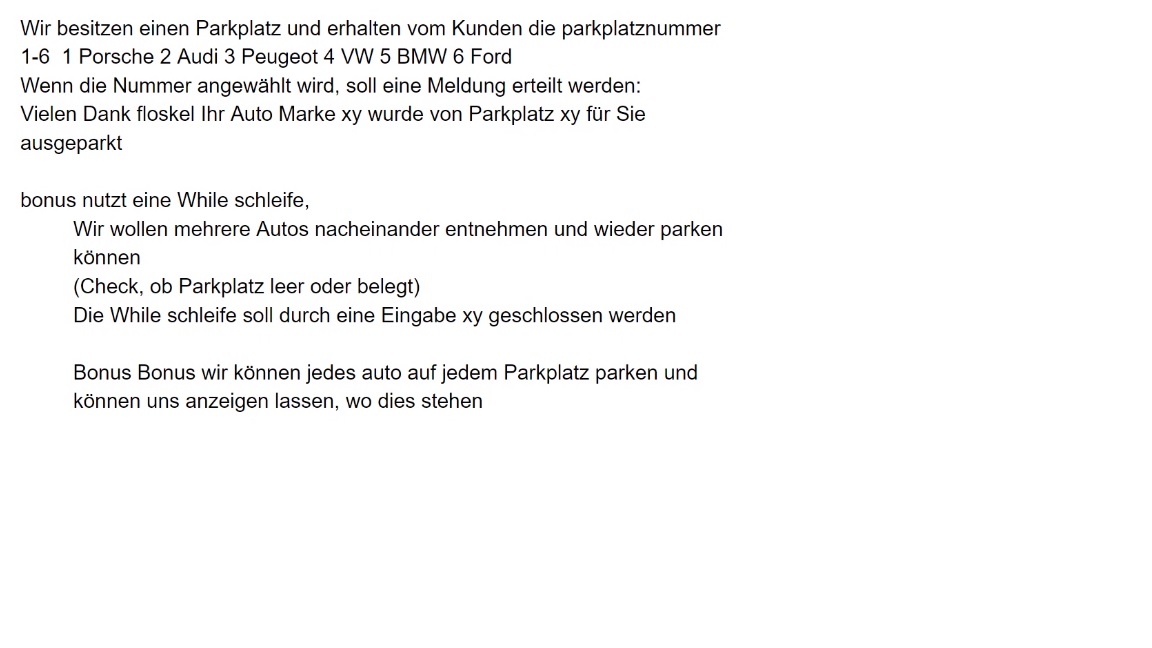 Wir besitzen einen Parkplatz und erhalten vom Kunden die parkplatznummer
1-6  1 Porsche 2 Audi 3 Peugeot 4 VW 5 BMW 6 Ford
Wenn die Nummer angewählt wird, soll eine Meldung erteilt werden:
Vielen Dank floskel Ihr Auto Marke xy wurde von Parkplatz xy für Sie
ausgeparkt
bonus nutzt eine While schleife,
Wir wollen mehrere Autos nacheinander entnehmen und wieder parken
können
(Check, ob Parkplatz leer oder belegt)
Die While schleife soll durch eine Eingabe xy geschlossen werden
Bonus Bonus wir können jedes auto auf jedem Parkplatz parken und
können uns anzeigen lassen, wo dies stehen